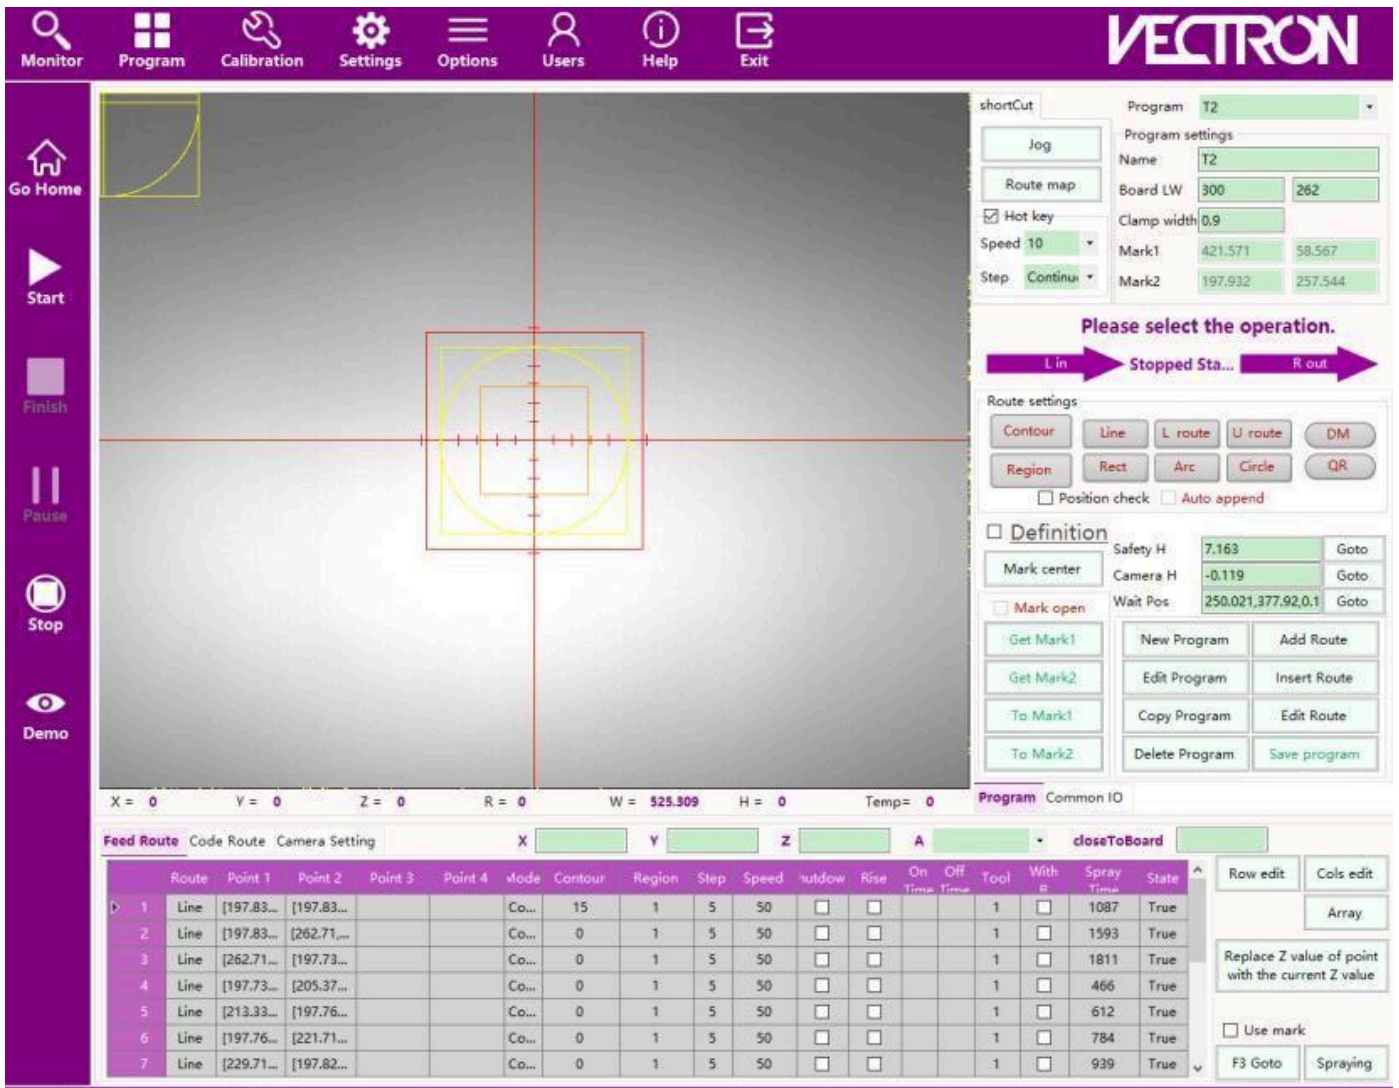 Monitor Program Calibration Settings Options Users Help Exit VECTRON
Go Home
Start
Finish
Pause
Stop
Demo
X = 0 Y = 0 Z = 0 R = 0 W = 525.309 H = 0 Temp= 0
shortCut
Jog
Route map
Hot key
Speed 10
Step Continu
Program T2
Program settings
Name T2
Board LW 300 262
Clamp width 0.9
Mark1 421.571 58.567
Mark2 197.932 257.544
Please select the operation.
L in Stopped Sta... R out
Route settings
Contour Line L route U route DM
Region Rect Arc Circle QR
Position check Auto append
Definition
Mark center
Safety H 7.163 Goto
Camera H -0.119 Goto
Wait Pos 250.021,377.92,0.1 Goto
Mark open
Get Mark1 New Program Add Route
Get Mark2 Edit Program Insert Route
To Mark1 Copy Program Edit Route
To Mark2 Delete Program Save program
Program Common IO
Feed Route Code Route Camera Setting X Y Z A closeToBoard
Route Point 1 Point 2 Point 3 Point 4 Mode Contour Region Step Speed hutdow Rise On Time Off Time Tool With Spray Time State
1 Line [197.83... [197.83... Co... 15 1 5 50 1 1087 True
2 Line [197.83... [262.71,... Co... 0 1 5 50 1 1593 True
3 Line [262.71... [197.73... Co... 0 1 5 50 1 1811 True
4 Line [197.73... [205.37... Co... 0 1 5 50 1 466 True
5 Line [213.33... [197.76... Co... 0 1 5 50 1 612 True
6 Line [197.76... [221.71... Co... 0 1 5 50 1 784 True
7 Line [229.71... [197.82... Co... 0 1 5 50 1 939 True
Row edit Cols edit
Array
Replace Z value of point
with the current Z value
Use mark
F3 Goto Spraying